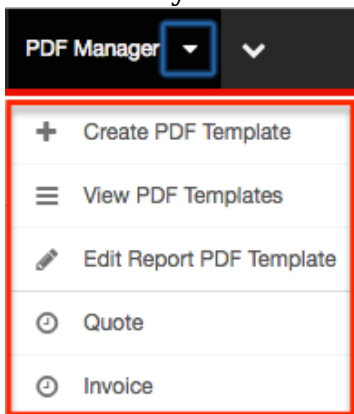 PDF Manager
Create PDF Template
View PDF Templates
Edit Report PDF Template
Quote
Invoice